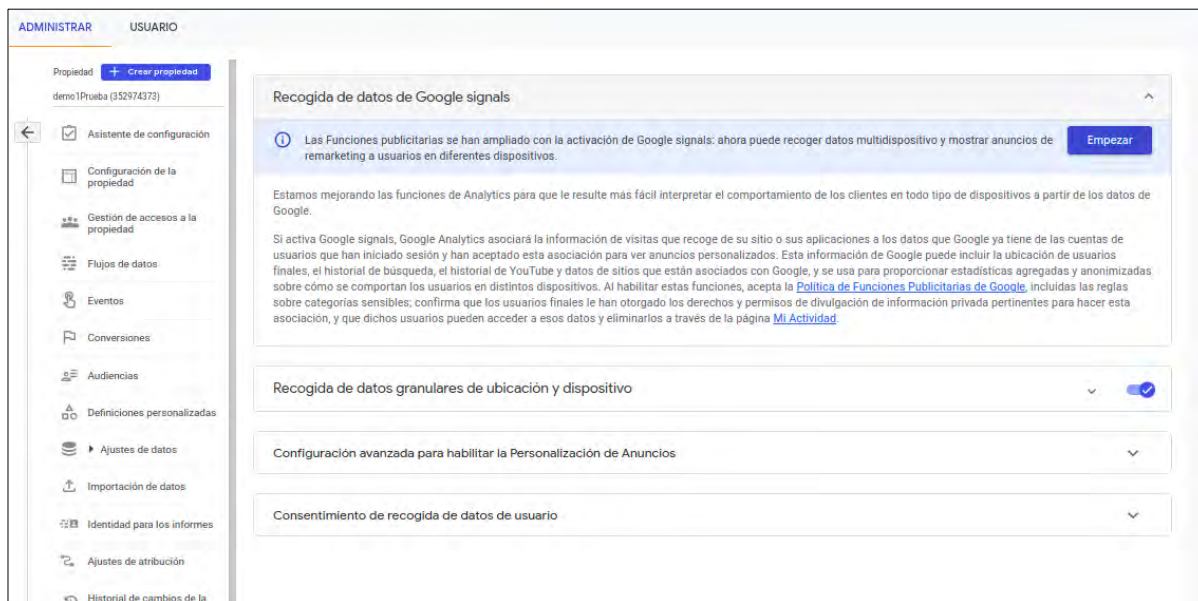 ADMINISTRAR USUARIO
Propiedad + Crear propiedad
demo1Prueba (352974373)
Asistente de configuración
Configuración de la
propiedad
Gestión de accesos a la
propiedad
Flujos de datos
Eventos
Conversiones
Audiencias
Definiciones personalizadas
Ajustes de datos
Importación de datos
Identidad para los informes
Ajustes de atribución
Historial de cambios de la
Recogida de datos de Google signals
Las Funciones publicitarias se han ampliado con la activación de Google signals: ahora puede recoger datos multidispositivo y mostrar anuncios de
remarketing a usuarios en diferentes dispositivos.
Empezar
Estamos mejorando las funciones de Analytics para que le resulte más fácil interpretar el comportamiento de los clientes en todo tipo de dispositivos a partir de los datos de
Google.
Si activa Google signals, Google Analytics asociará la información de visitas que recoge de su sitio o sus aplicaciones a los datos que Google ya tiene de las cuentas de
usuarios que han iniciado sesión y han aceptado esta asociación para ver anuncios personalizados. Esta información de Google puede incluir la ubicación de usuarios
finales, el historial de búsqueda, el historial de YouTube y datos de sitios que están asociados con Google, y se usa para proporcionar estadísticas agregadas y anonimizadas
sobre cómo se comportan los usuarios en distintos dispositivos. Al habilitar estas funciones, acepta la Política de Funciones Publicitarias de Google, incluidas las reglas
sobre categorías sensibles; confirma que los usuarios finales le han otorgado los derechos y permisos de divulgación de información privada pertinentes para hacer esta
asociación, y que dichos usuarios pueden acceder a esos datos y eliminarlos a través de la página Mi Actividad.
Recogida de datos granulares de ubicación y dispositivo
Configuración avanzada para habilitar la Personalización de Anuncios
Consentimiento de recogida de datos de usuario